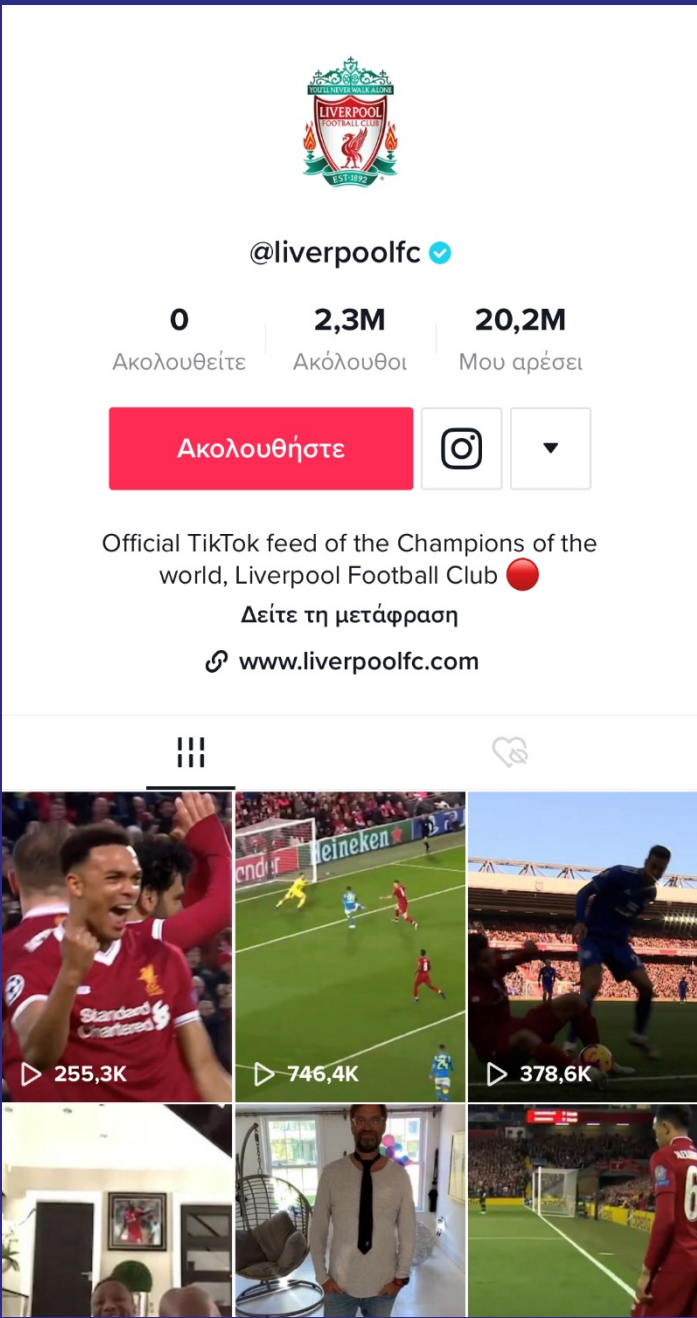 YOU'LL NEVER WALK ALONE
LIVERPOOL
FOOTBALL CLUB
EST·1892
@liverpoolfc
0 2,3M 20,2M
Ακολουθείτε Ακόλουθοι Μου αρέσει
Ακολουθήστε
Official TikTok feed of the Champions of the
world, Liverpool Football Club
Δείτε τη μετάφραση
www.liverpoolfc.com
Heineken
Standard
Chartered
24
255,3K 746,4K 378,6K